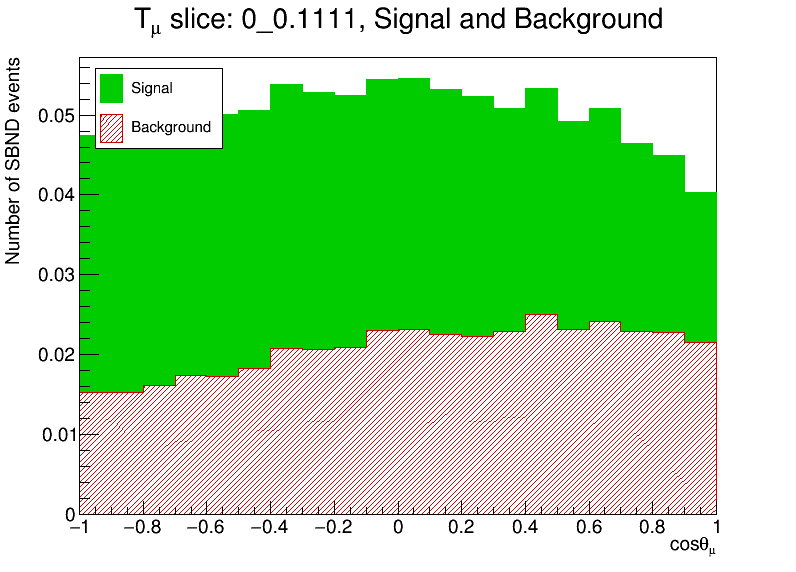 Tμ slice: 0_0.1111, Signal and Background
Number of SBND events
Signal
Background
0.05
0.04
0.03
0.02
0.01
0
−1 −0.8 −0.6 −0.4 −0.2 0 0.2 0.4 0.6 0.8 1
cosθμ